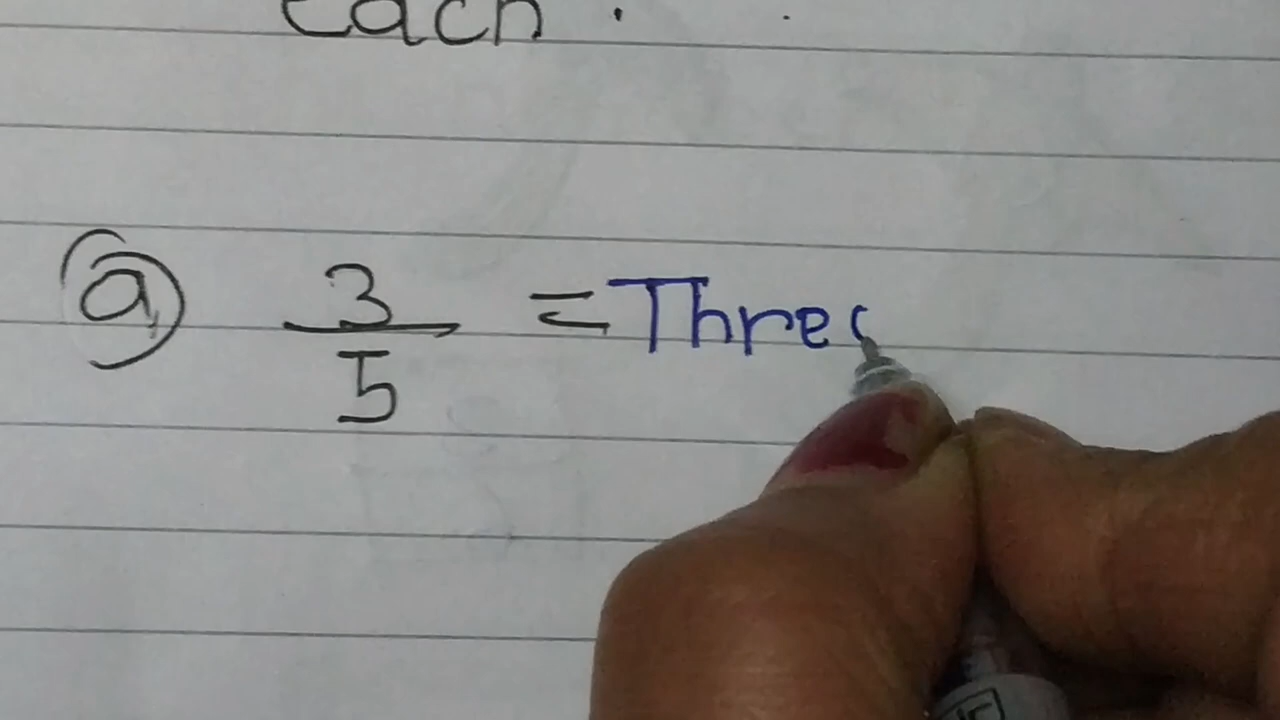 each.
(a) 3/5 = Thre